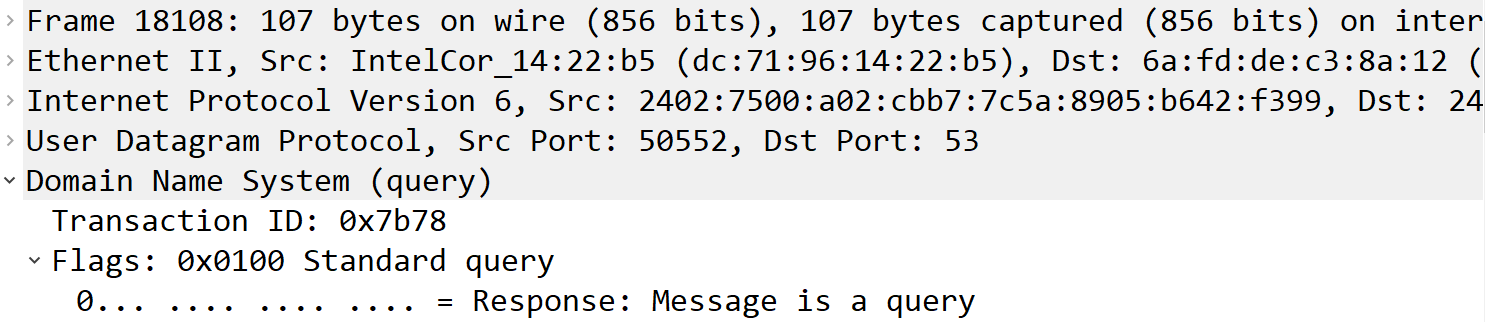 Frame 18108: 107 bytes on wire (856 bits), 107 bytes captured (856 bits) on inter
Ethernet II, Src: IntelCor_14:22:b5 (dc:71:96:14:22:b5), Dst: 6a:fd:de:c3:8a:12 (
Internet Protocol Version 6, Src: 2402:7500:a02:cbb7:7c5a:8905:b642:f399, Dst: 24
User Datagram Protocol, Src Port: 50552, Dst Port: 53
Domain Name System (query)
Transaction ID: 0x7b78
Flags: 0x0100 Standard query
0... .... .... .... = Response: Message is a query